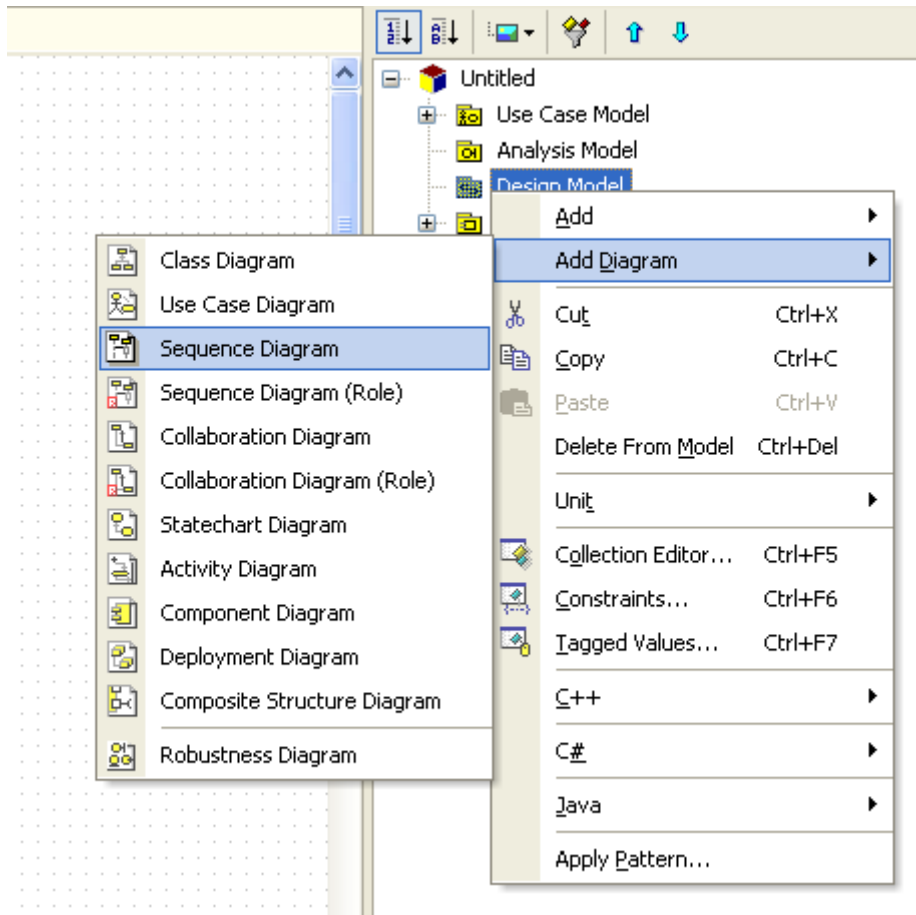 Untitled
Use Case Model
Analysis Model
Design Model
Add
Add Diagram
Cut Ctrl+X
Copy Ctrl+C
Paste Ctrl+V
Delete From Model Ctrl+Del
Unit
Collection Editor... Ctrl+F5
Constraints... Ctrl+F6
Tagged Values... Ctrl+F7
C++
C#
Java
Apply Pattern...
Class Diagram
Use Case Diagram
Sequence Diagram
Sequence Diagram (Role)
Collaboration Diagram
Collaboration Diagram (Role)
Statechart Diagram
Activity Diagram
Component Diagram
Deployment Diagram
Composite Structure Diagram
Robustness Diagram